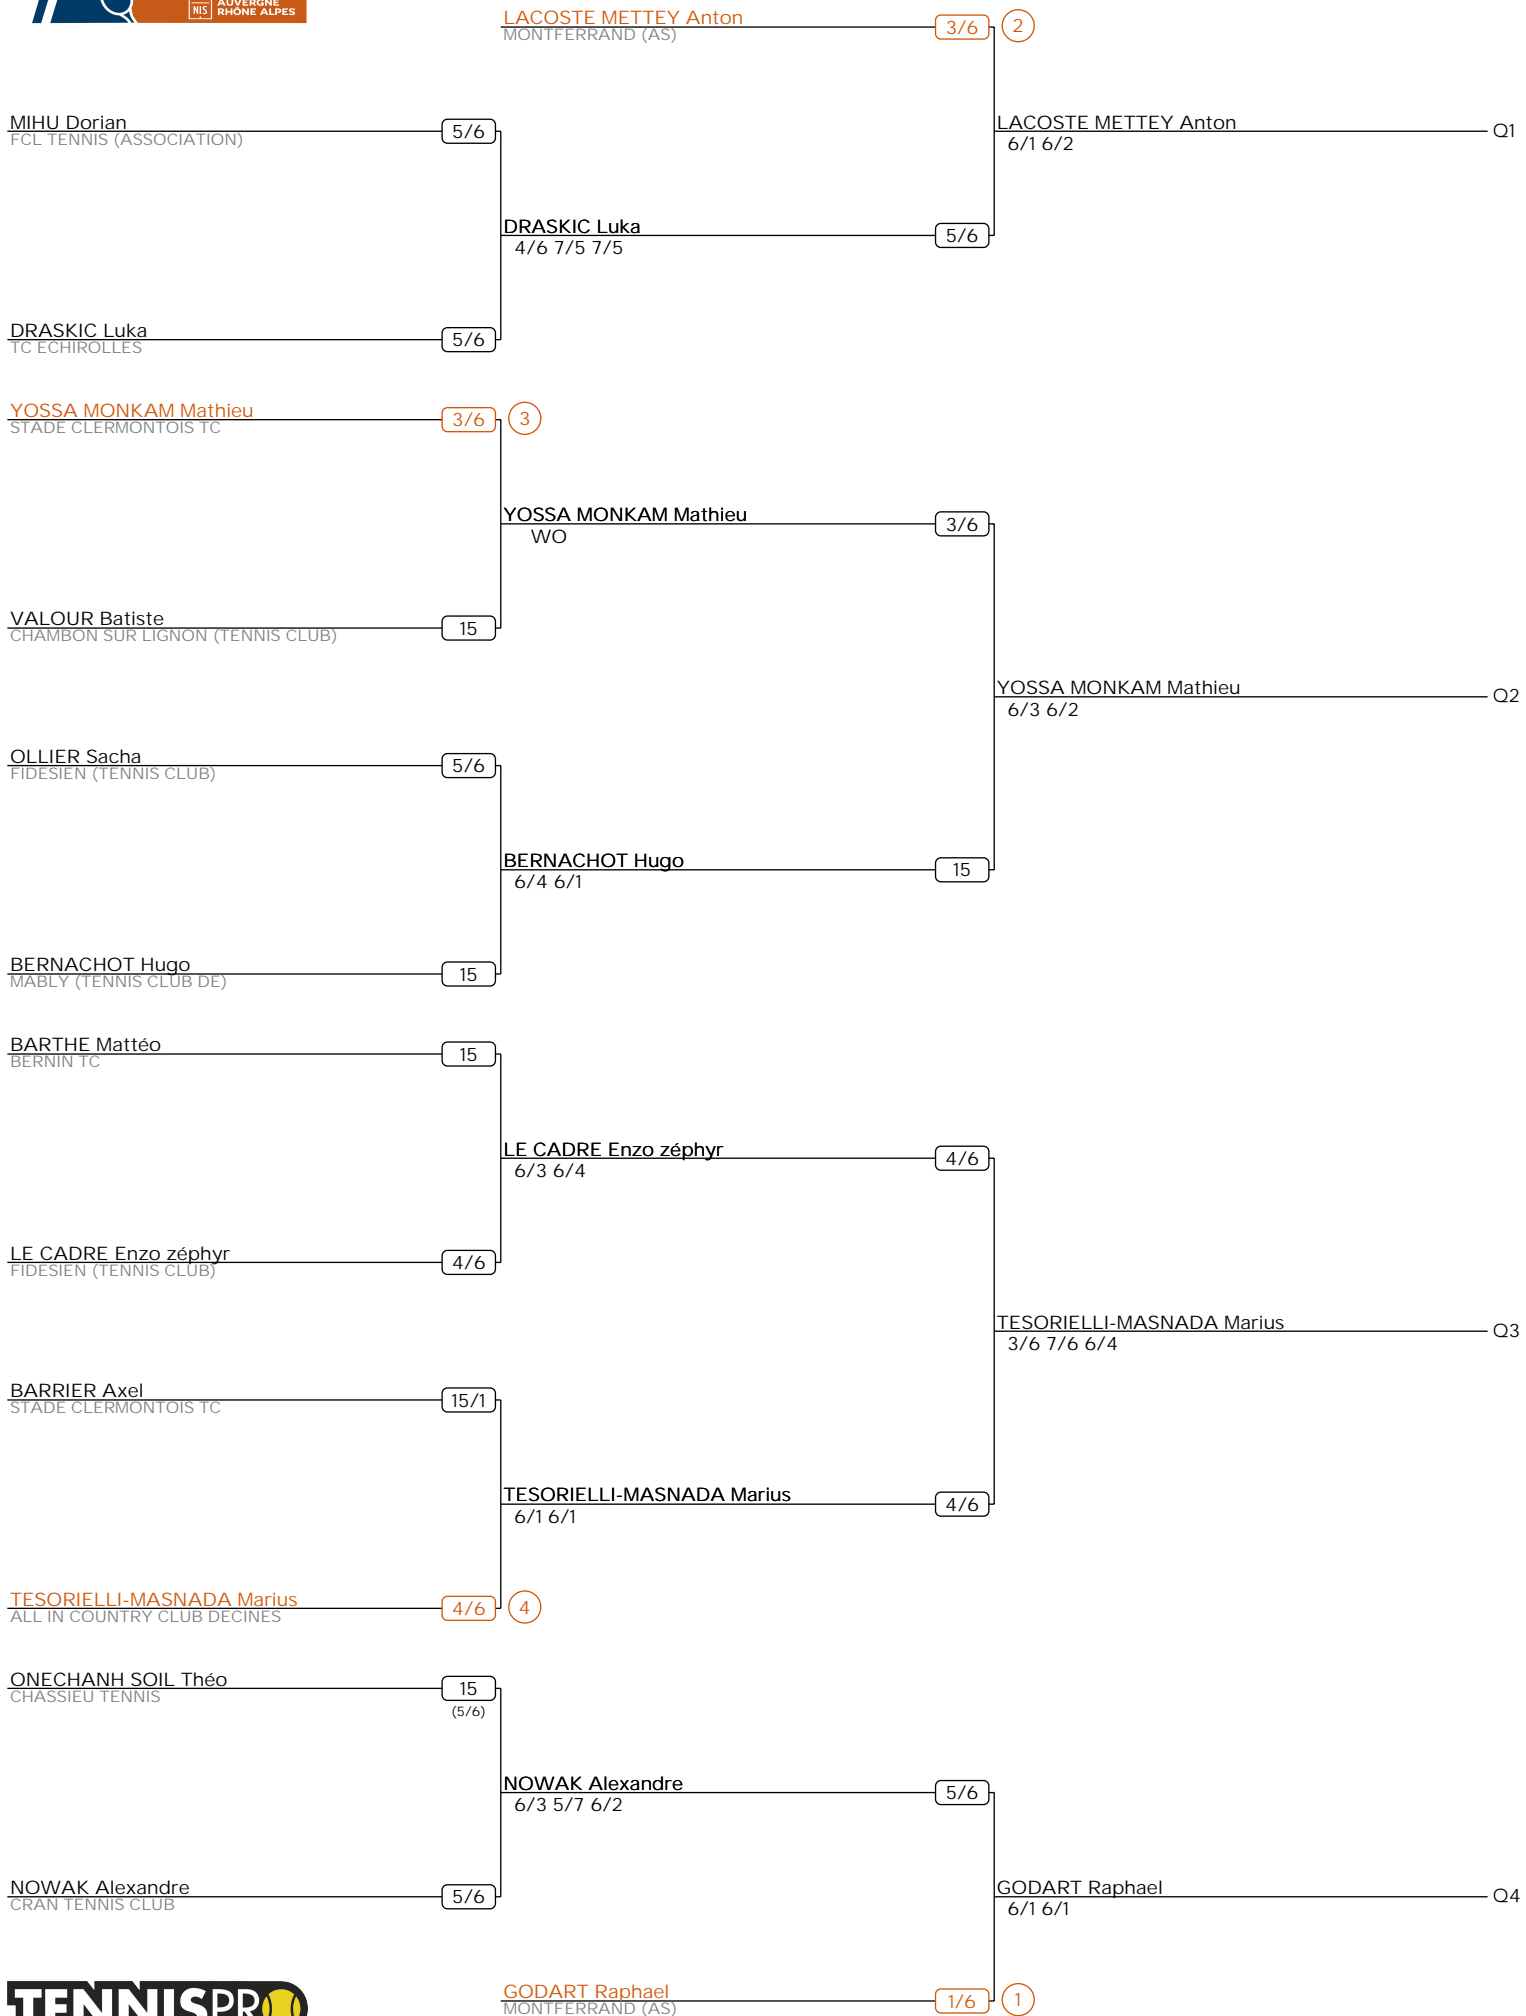 AUVERGNE
NIS RHÔNE ALPES
LACOSTE METTEY Anton
MONTFERRAND (AS)
3/6 2
MIHU Dorian
FCL TENNIS (ASSOCIATION)
5/6
LACOSTE METTEY Anton
6/1 6/2
Q1
DRASKIC Luka
4/6 7/5 7/5
5/6
DRASKIC Luka
TC ECHIROLLES
5/6
YOSSA MONKAM Mathieu
STADE CLERMONTOIS TC
3/6 3
YOSSA MONKAM Mathieu
WO
3/6
VALOUR Batiste
CHAMBON SUR LIGNON (TENNIS CLUB)
15
YOSSA MONKAM Mathieu
6/3 6/2
Q2
OLLIER Sacha
FIDESIEN (TENNIS CLUB)
5/6
BERNACHOT Hugo
6/4 6/1
15
BERNACHOT Hugo
MABLY (TENNIS CLUB DE)
15
BARTHE Mattéo
BERNIN TC
15
LE CADRE Enzo zéphyr
6/3 6/4
4/6
LE CADRE Enzo zéphyr
FIDESIEN (TENNIS CLUB)
4/6
TESORIELLI-MASNADA Marius
3/6 7/6 6/4
Q3
BARRIER Axel
STADE CLERMONTOIS TC
15/1
TESORIELLI-MASNADA Marius
6/1 6/1
4/6
TESORIELLI-MASNADA Marius
ALL IN COUNTRY CLUB DECINES
4/6 4
ONECHANH SOIL Théo
CHASSIEU TENNIS
15
(5/6)
NOWAK Alexandre
6/3 5/7 6/2
5/6
NOWAK Alexandre
CRAN TENNIS CLUB
5/6
GODART Raphael
6/1 6/1
Q4
TENNISPRO
GODART Raphael
MONTFERRAND (AS)
1/6 1